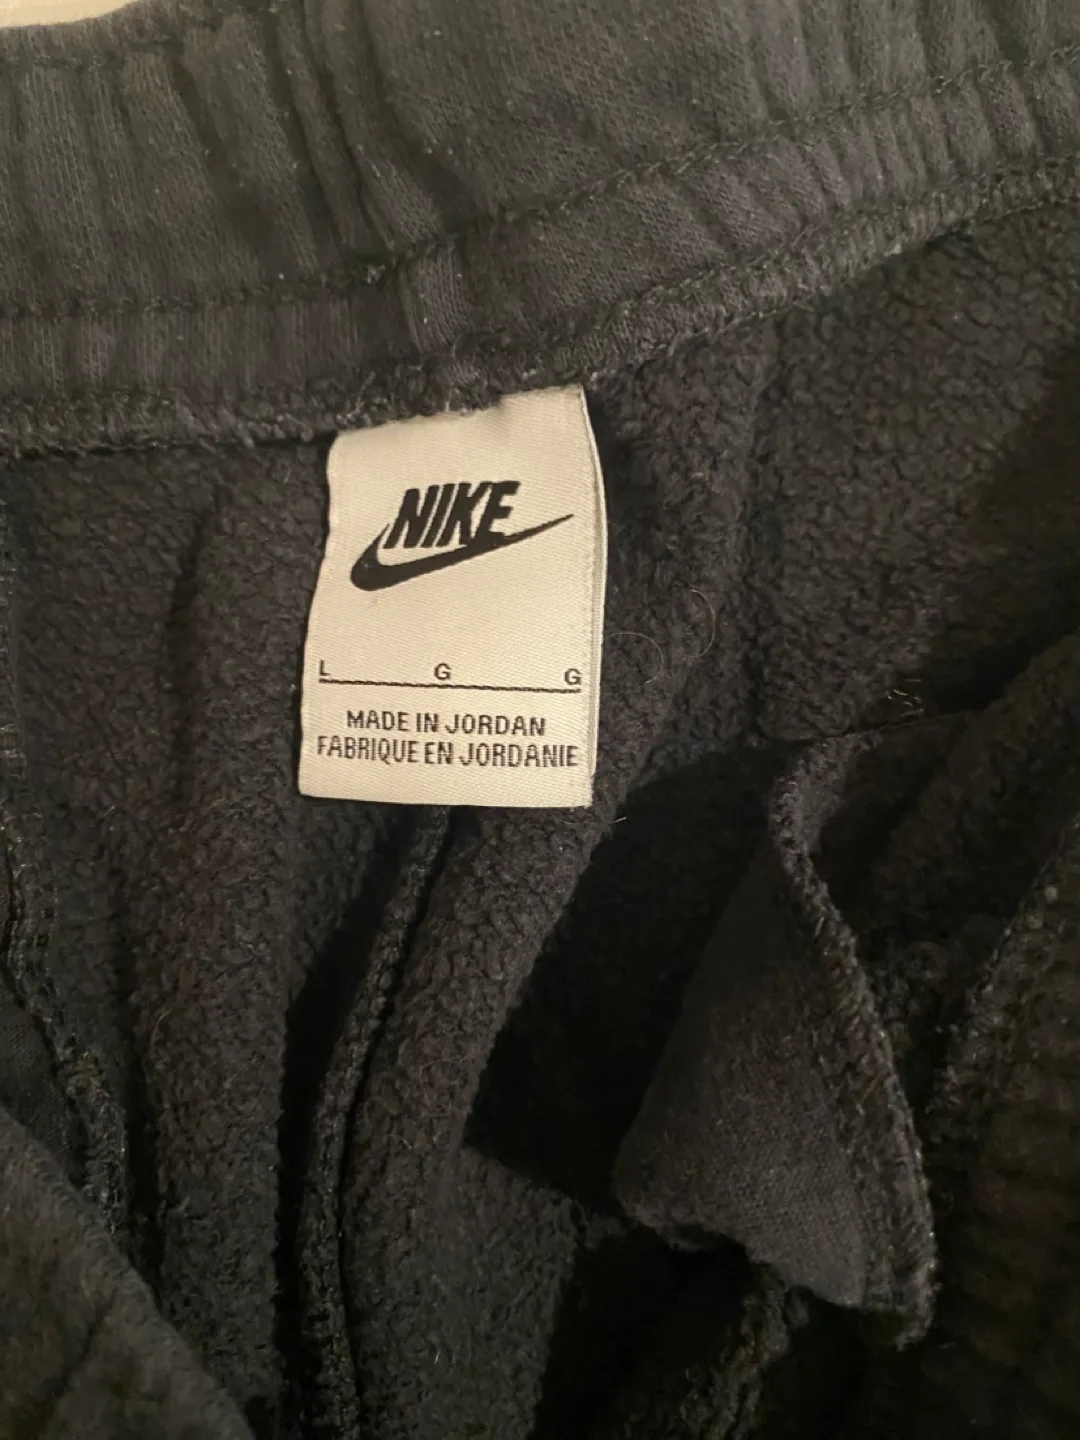 NIKE
L G G
MADE IN JORDAN
FABRIQUE EN JORDANIE